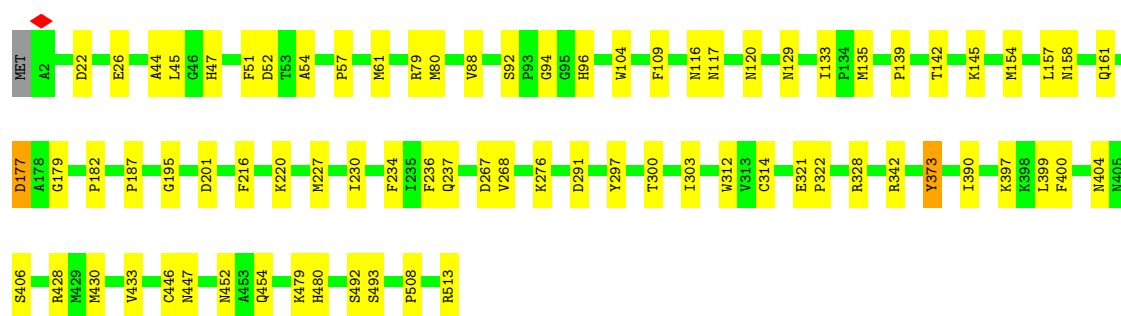 MET A2 D22 E26 A44 L45 G46 H47 F51 D52 T53 A54 P57 M61 R79 M80 V88 S92 P93 G94 G95 H96 W104 F109 N116 N117 N120 N129 I133 P134 M135 P139 T142 K145 M154 L157 N158 Q161
D177 A178 G179 P182 P187 G195 D201 F216 K220 M227 I230 F234 I235 F236 Q237 D267 V268 K276 D291 Y297 T300 I303 W312 V313 C314 E321 P322 R328 R342 Y373 I390 K397 K398 L399 F400 N404 N405
S406 R428 M429 M430 V433 C446 N447 N452 A453 Q454 K479 H480 S492 S493 P508 R513